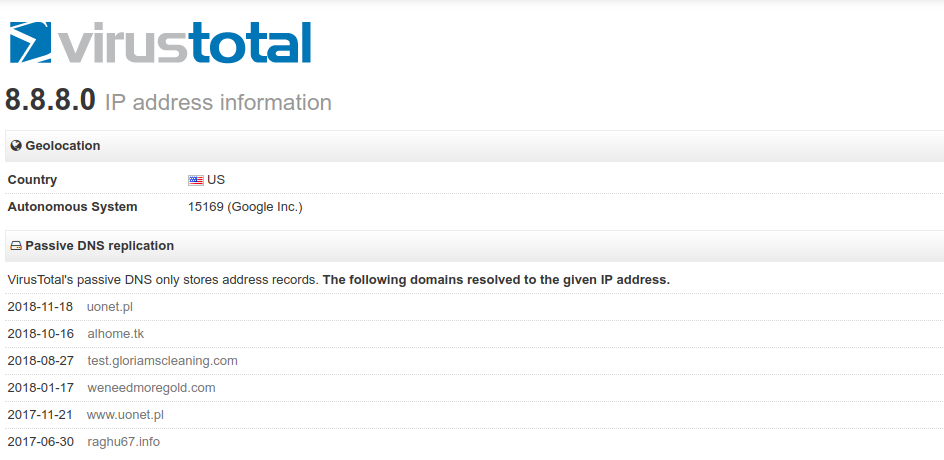 virustotal
8.8.8.0 IP address information
Geolocation
Country US
Autonomous System 15169 (Google Inc.)
Passive DNS replication
VirusTotal's passive DNS only stores address records. The following domains resolved to the given IP address.
2018-11-18 uonet.pl
2018-10-16 alhome.tk
2018-08-27 test.gloriamscleaning.com
2018-01-17 weneedmoregold.com
2017-11-21 www.uonet.pl
2017-06-30 raghu67.info